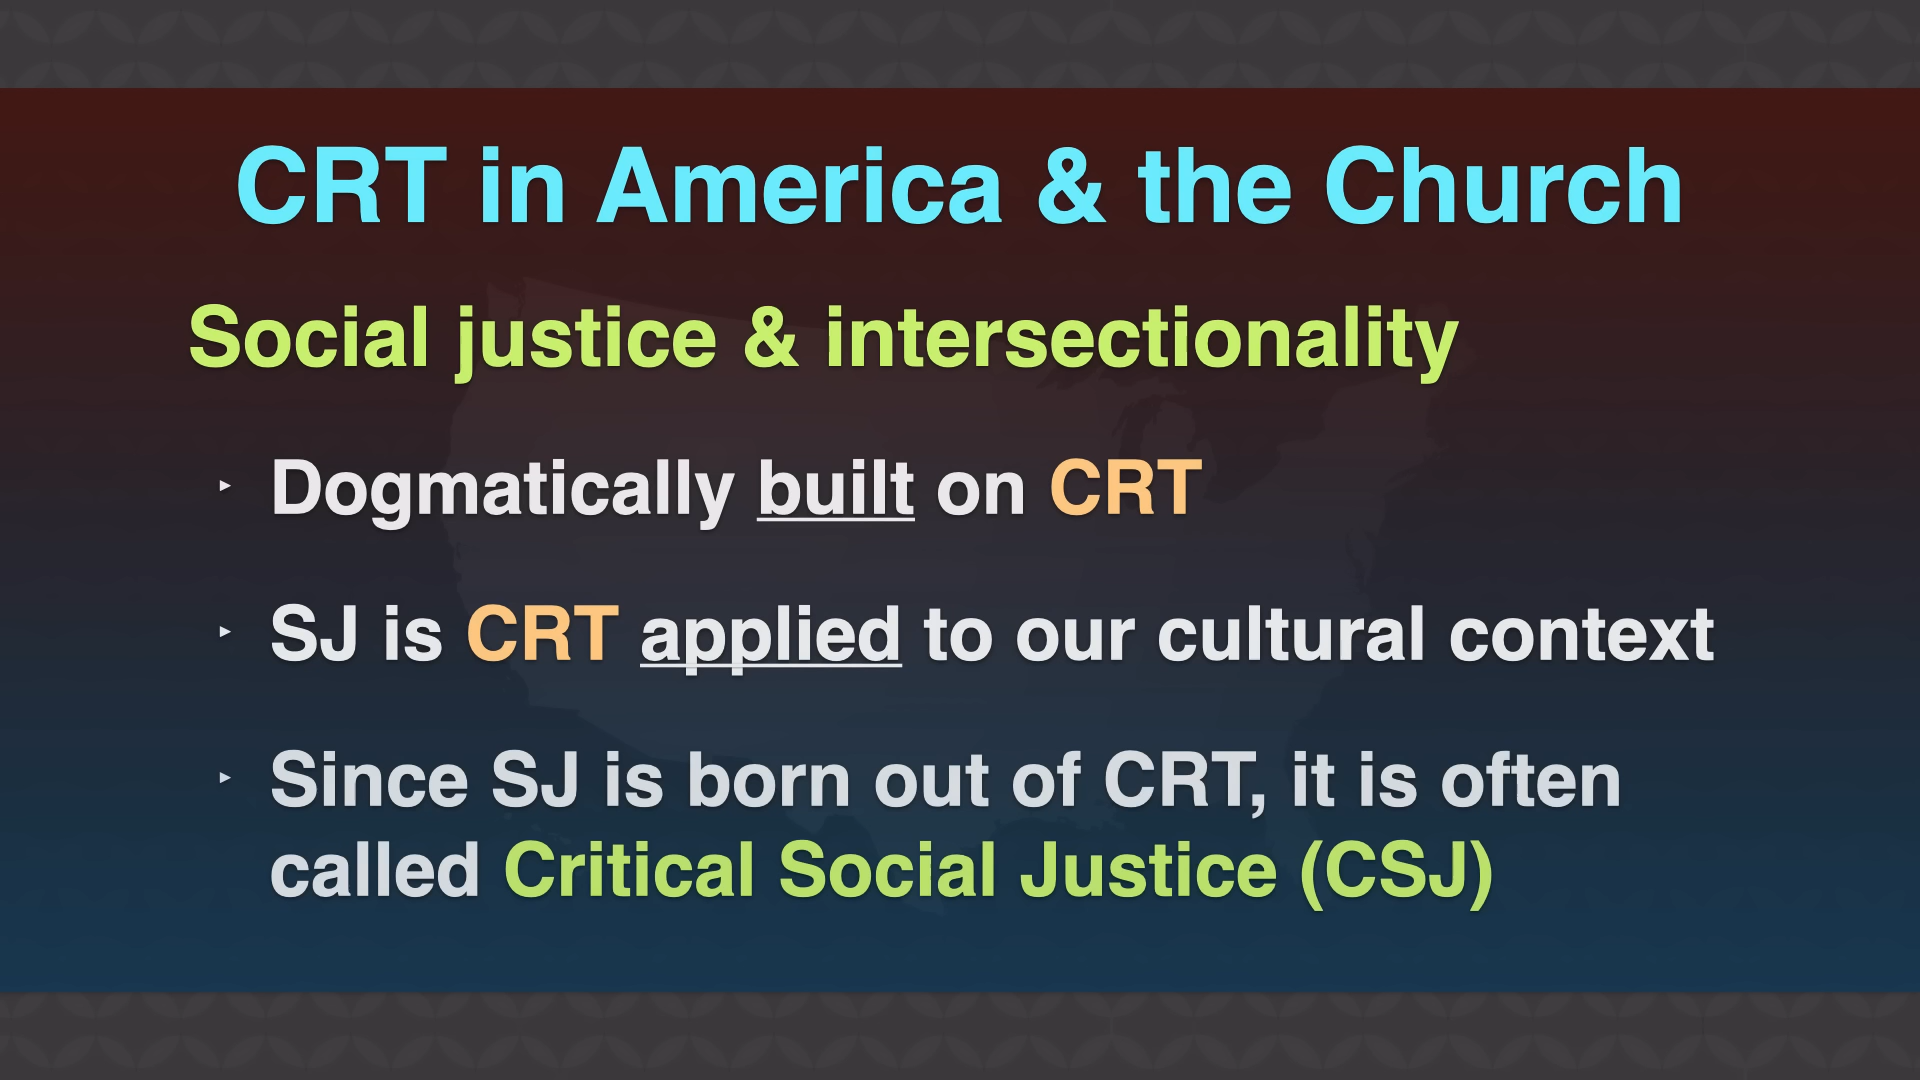 CRT in America & the Church
Social justice & intersectionality
‣ Dogmatically built on CRT
‣ SJ is CRT applied to our cultural context
‣ Since SJ is born out of CRT, it is often
called Critical Social Justice (CSJ)